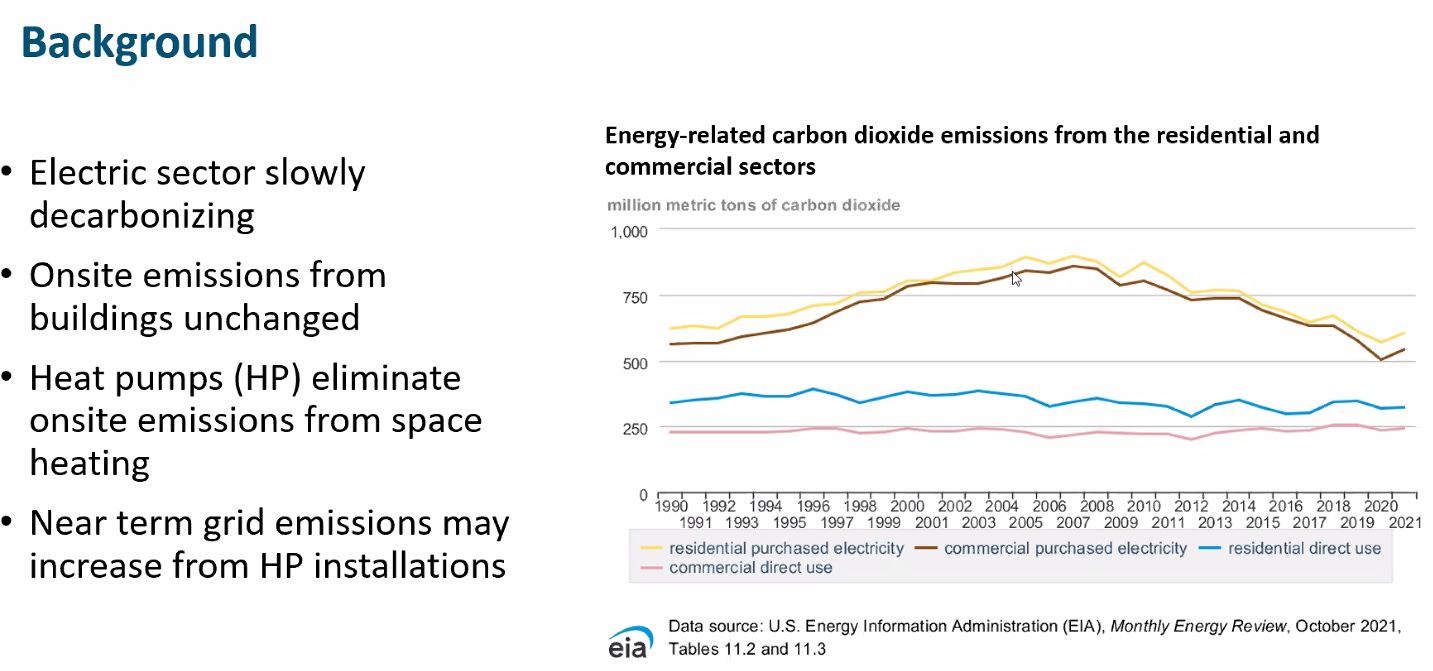 Background
• Electric sector slowly
decarbonizing
• Onsite emissions from
buildings unchanged
• Heat pumps (HP) eliminate
onsite emissions from space
heating
• Near term grid emissions may
increase from HP installations
Energy-related carbon dioxide emissions from the residential and
commercial sectors
million metric tons of carbon dioxide
1,000
750
500
250
0
1990 1992 1994 1996 1998 2000 2002 2004 2006 2008 2010 2012 2014 2016 2018 2020
1991 1993 1995 1997 1999 2001 2003 2005 2007 2009 2011 2013 2015 2017 2019 2021
residential purchased electricity commercial purchased electricity residential direct use
commercial direct use
eia
Data source: U.S. Energy Information Administration (EIA), Monthly Energy Review, October 2021,
Tables 11.2 and 11.3